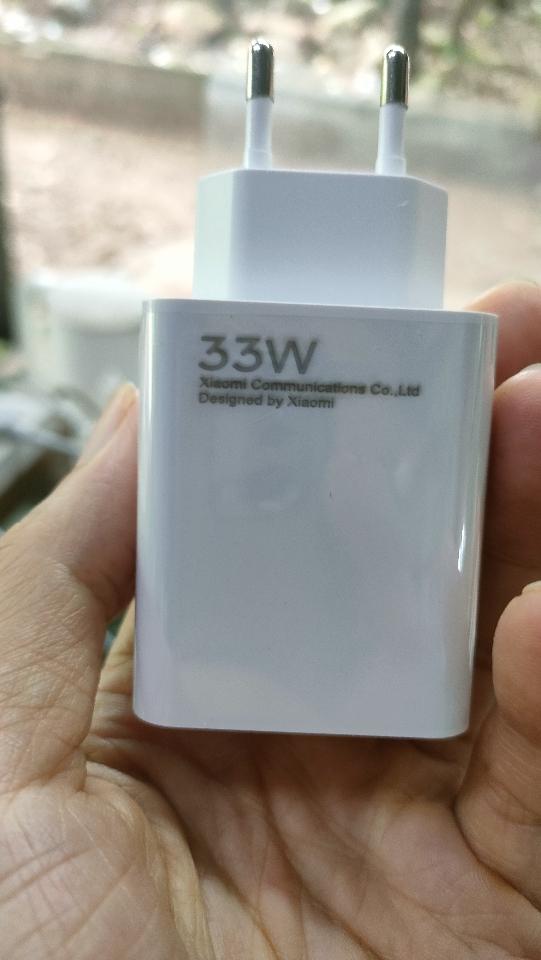 33W
Xiaomi Communications Co.,Ltd
Designed by Xiaomi